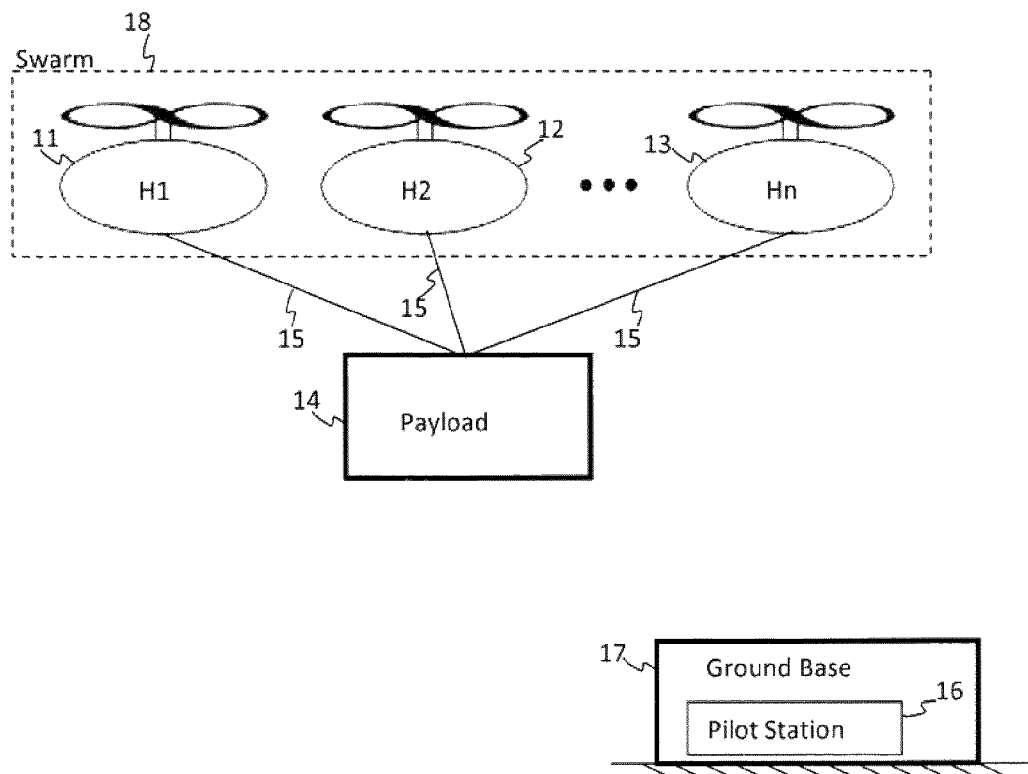 18
Swarm
11
12
13
H1
H2
Hn
15
15
15
14
Payload
17
Ground Base
16
Pilot Station